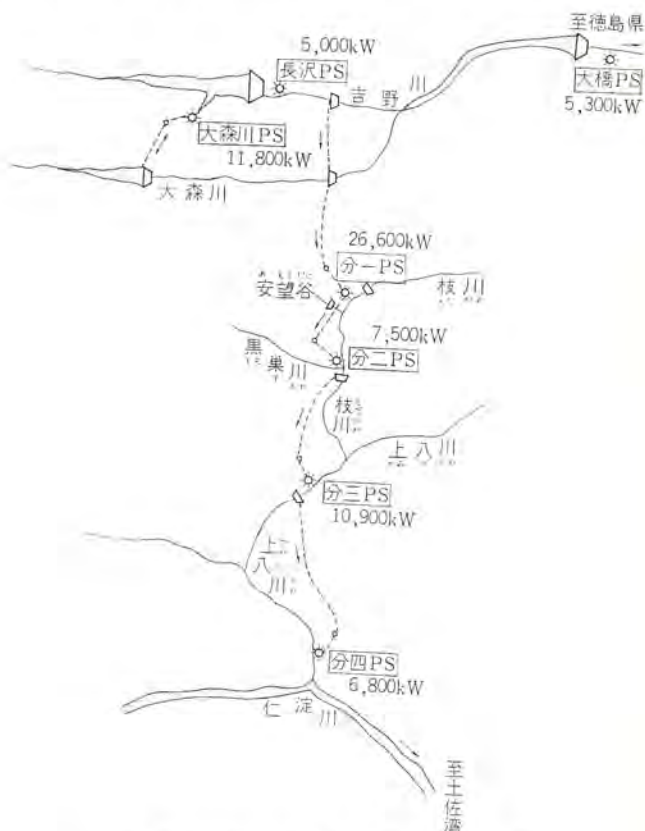 至徳島県
5,000kW
長沢PS
吉野川
大橋PS
5,300kW
大森川PS
11,800kW
大森川
26,600kW
分一PS
安望谷
枝川
7,500kW
黒巣川
分二PS
枝川
上八川
分三PS
10,900kW
上八川
分四PS
6,800kW
仁淀川
至土佐湾